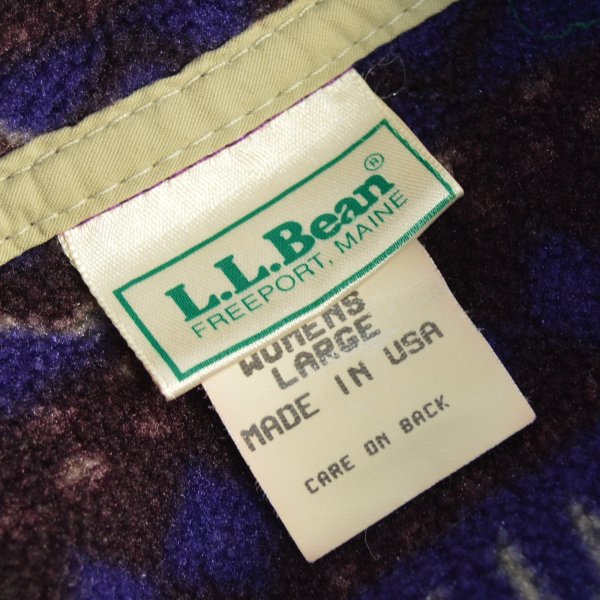 L.L.Bean®
FREEPORT, MAINE
WOMENS
LARGE
MADE IN USA
CARE ON BACK